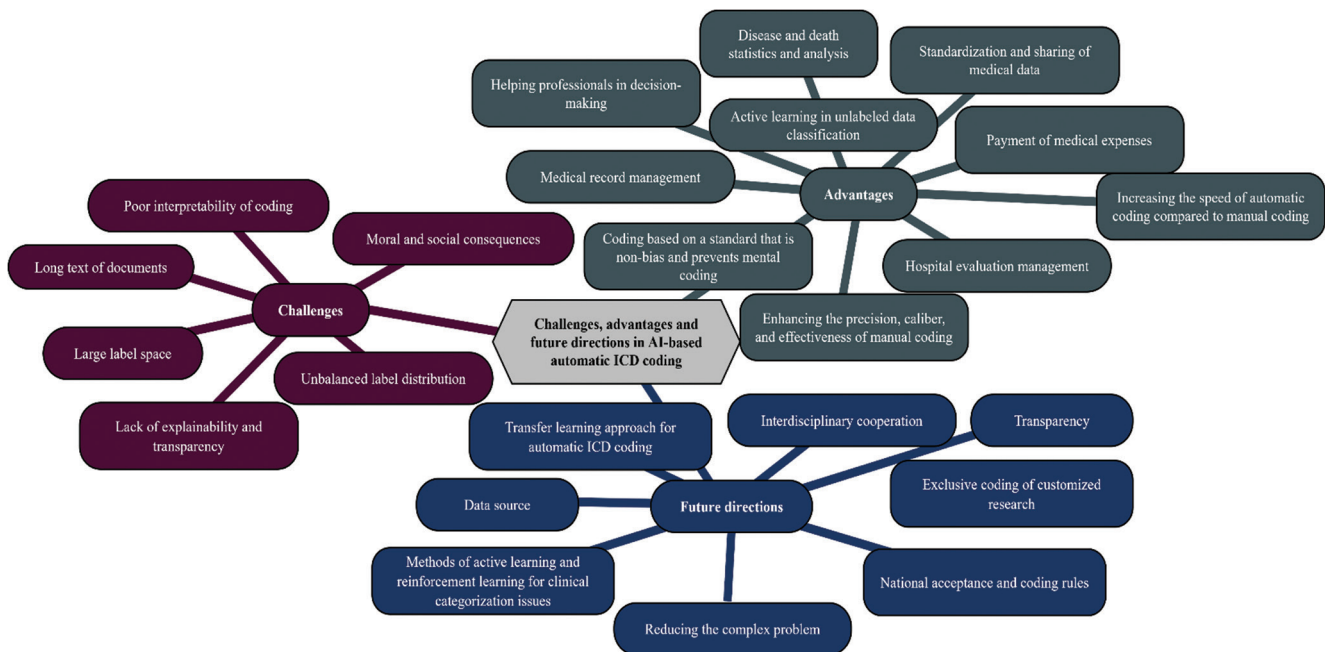 Disease and death
statistics and analysis
Standardization and sharing of
medical data
Helping professionals in decision-
making
Active learning in unlabeled data
classification
Payment of medical expenses
Medical record management
Advantages
Increasing the speed of automatic
coding compared to manual coding
Coding based on a standard that is
non-bias and prevents mental
coding
Hospital evaluation management
Enhancing the precision, caliber,
and effectiveness of manual coding
Poor interpretability of coding
Moral and social consequences
Long text of documents
Challenges
Large label space
Unbalanced label distribution
Lack of explainability and
transparency
Challenges, advantages and
future directions in AI-based
automatic ICD coding
Transfer learning approach for
automatic ICD coding
Interdisciplinary cooperation
Transparency
Exclusive coding of customized
research
Data source
Future directions
Methods of active learning and
reinforcement learning for clinical
categorization issues
National acceptance and coding rules
Reducing the complex problem